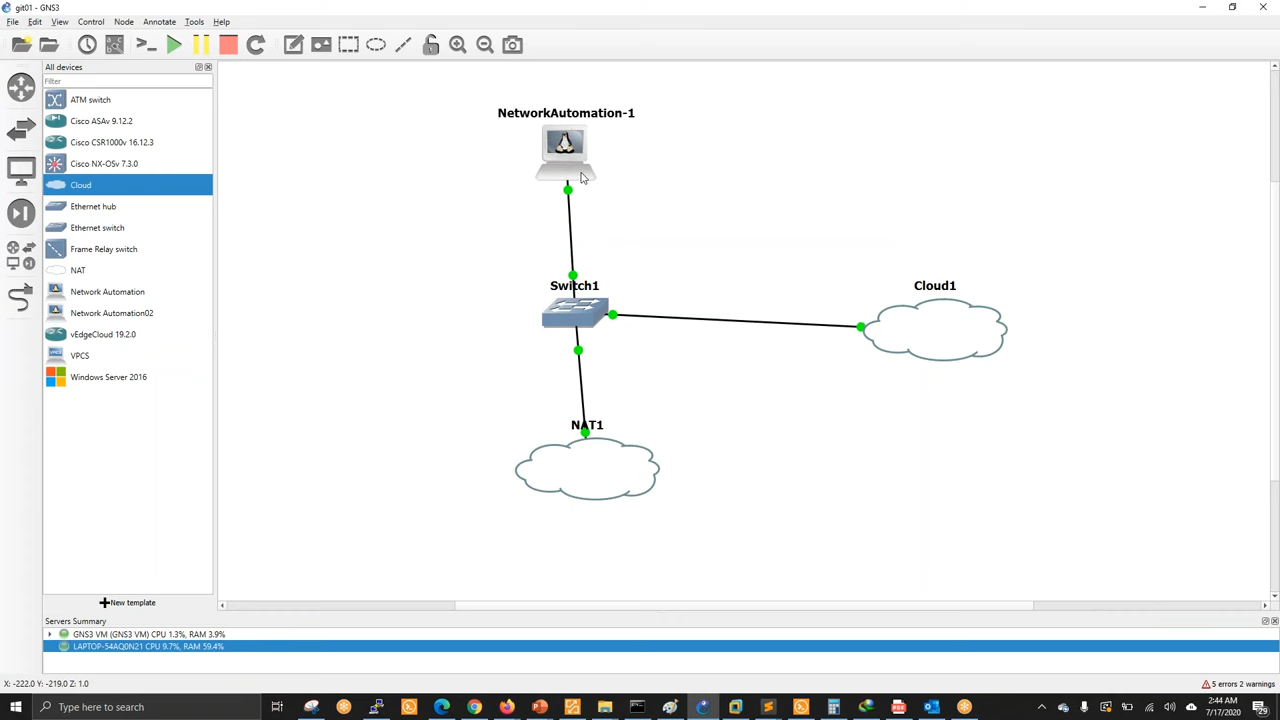 git01 - GNS3
File Edit View Control Node Annotate Tools Help
All devices
Filter
ATM switch
Cisco ASAv 9.12.2
Cisco CSR1000v 16.12.3
Cisco NX-OSv 7.3.0
Cloud
Ethernet hub
Ethernet switch
Frame Relay switch
NAT
Network Automation
Network Automation02
vEdgeCloud 19.2.0
VPCS
Windows Server 2016
New template
NetworkAutomation-1
Switch1
Cloud1
NAT1
Servers Summary
GNS3 VM (GNS3 VM) CPU 1.3%, RAM 3.9%
LAPTOP-54AQ0N21 CPU 9.7%, RAM 59.4%
X: -222.0 Y: -219.0 Z: 1.0
5 errors 2 warnings
Type here to search
2:44 AM
7/17/2020